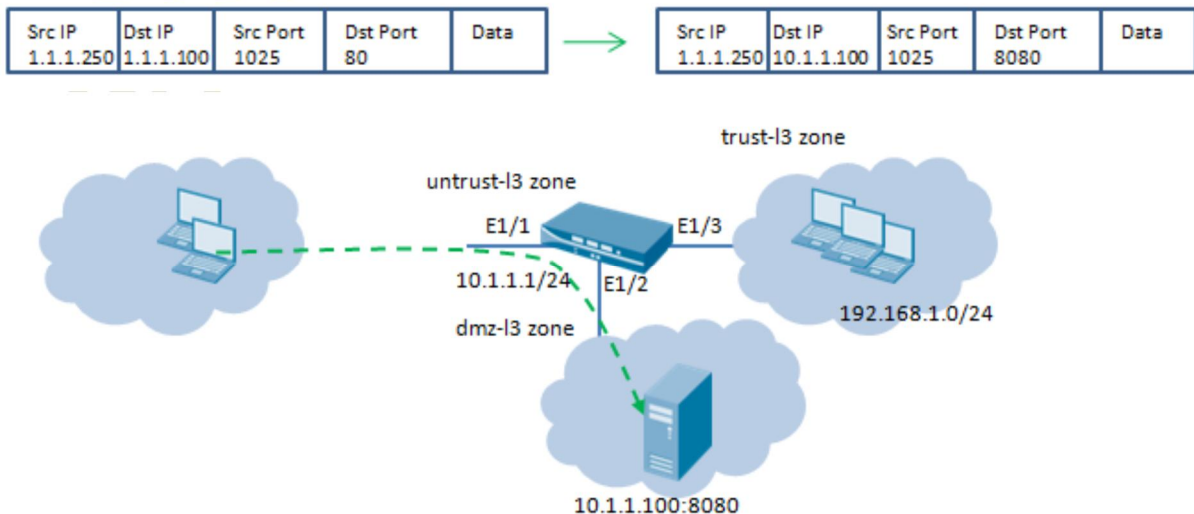 Src IP Dst IP Src Port Dst Port Data
1.1.1.250 1.1.1.100 1025 80
Src IP Dst IP Src Port Dst Port Data
1.1.1.250 10.1.1.100 1025 8080
trust-l3 zone
untrust-l3 zone
E1/1
E1/3
10.1.1.1/24
E1/2
192.168.1.0/24
dmz-l3 zone
10.1.1.100:8080